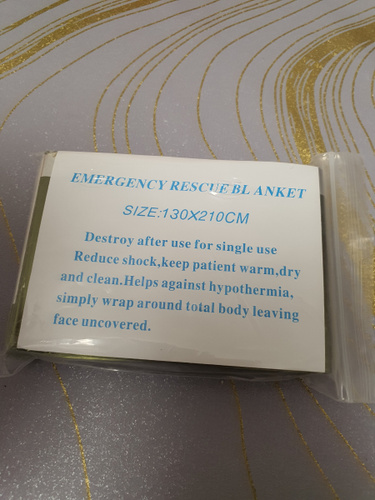 EMERGENCY RESCUE BL ANKET
SIZE:130X210CM
Destroy after use for single use
Reduce shock,keep patient warm,dry
and clean.Helps against hypothermia,
simply wrap around total body leaving
face uncovered.